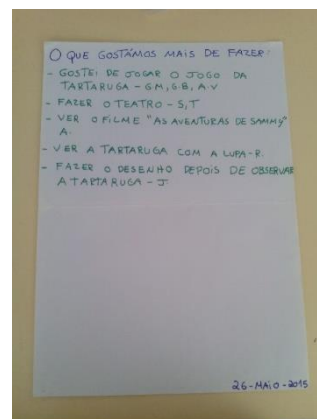 O QUE GOSTÁMOS MAIS DE FAZER:
- GOSTEI DE JOGAR O JOGO DA
TARTARUGA - GM, G.B, A.V
- FAZER O TEATRO - S, T
- VER O FILME "AS AVENTURAS DE SAMMY"
A.
- VER A TARTARUGA COM A LUPA - R.
- FAZER O DESENHO DEPOIS DE OBSERVAR
A TARTARUGA - J
26-MAIO-2015